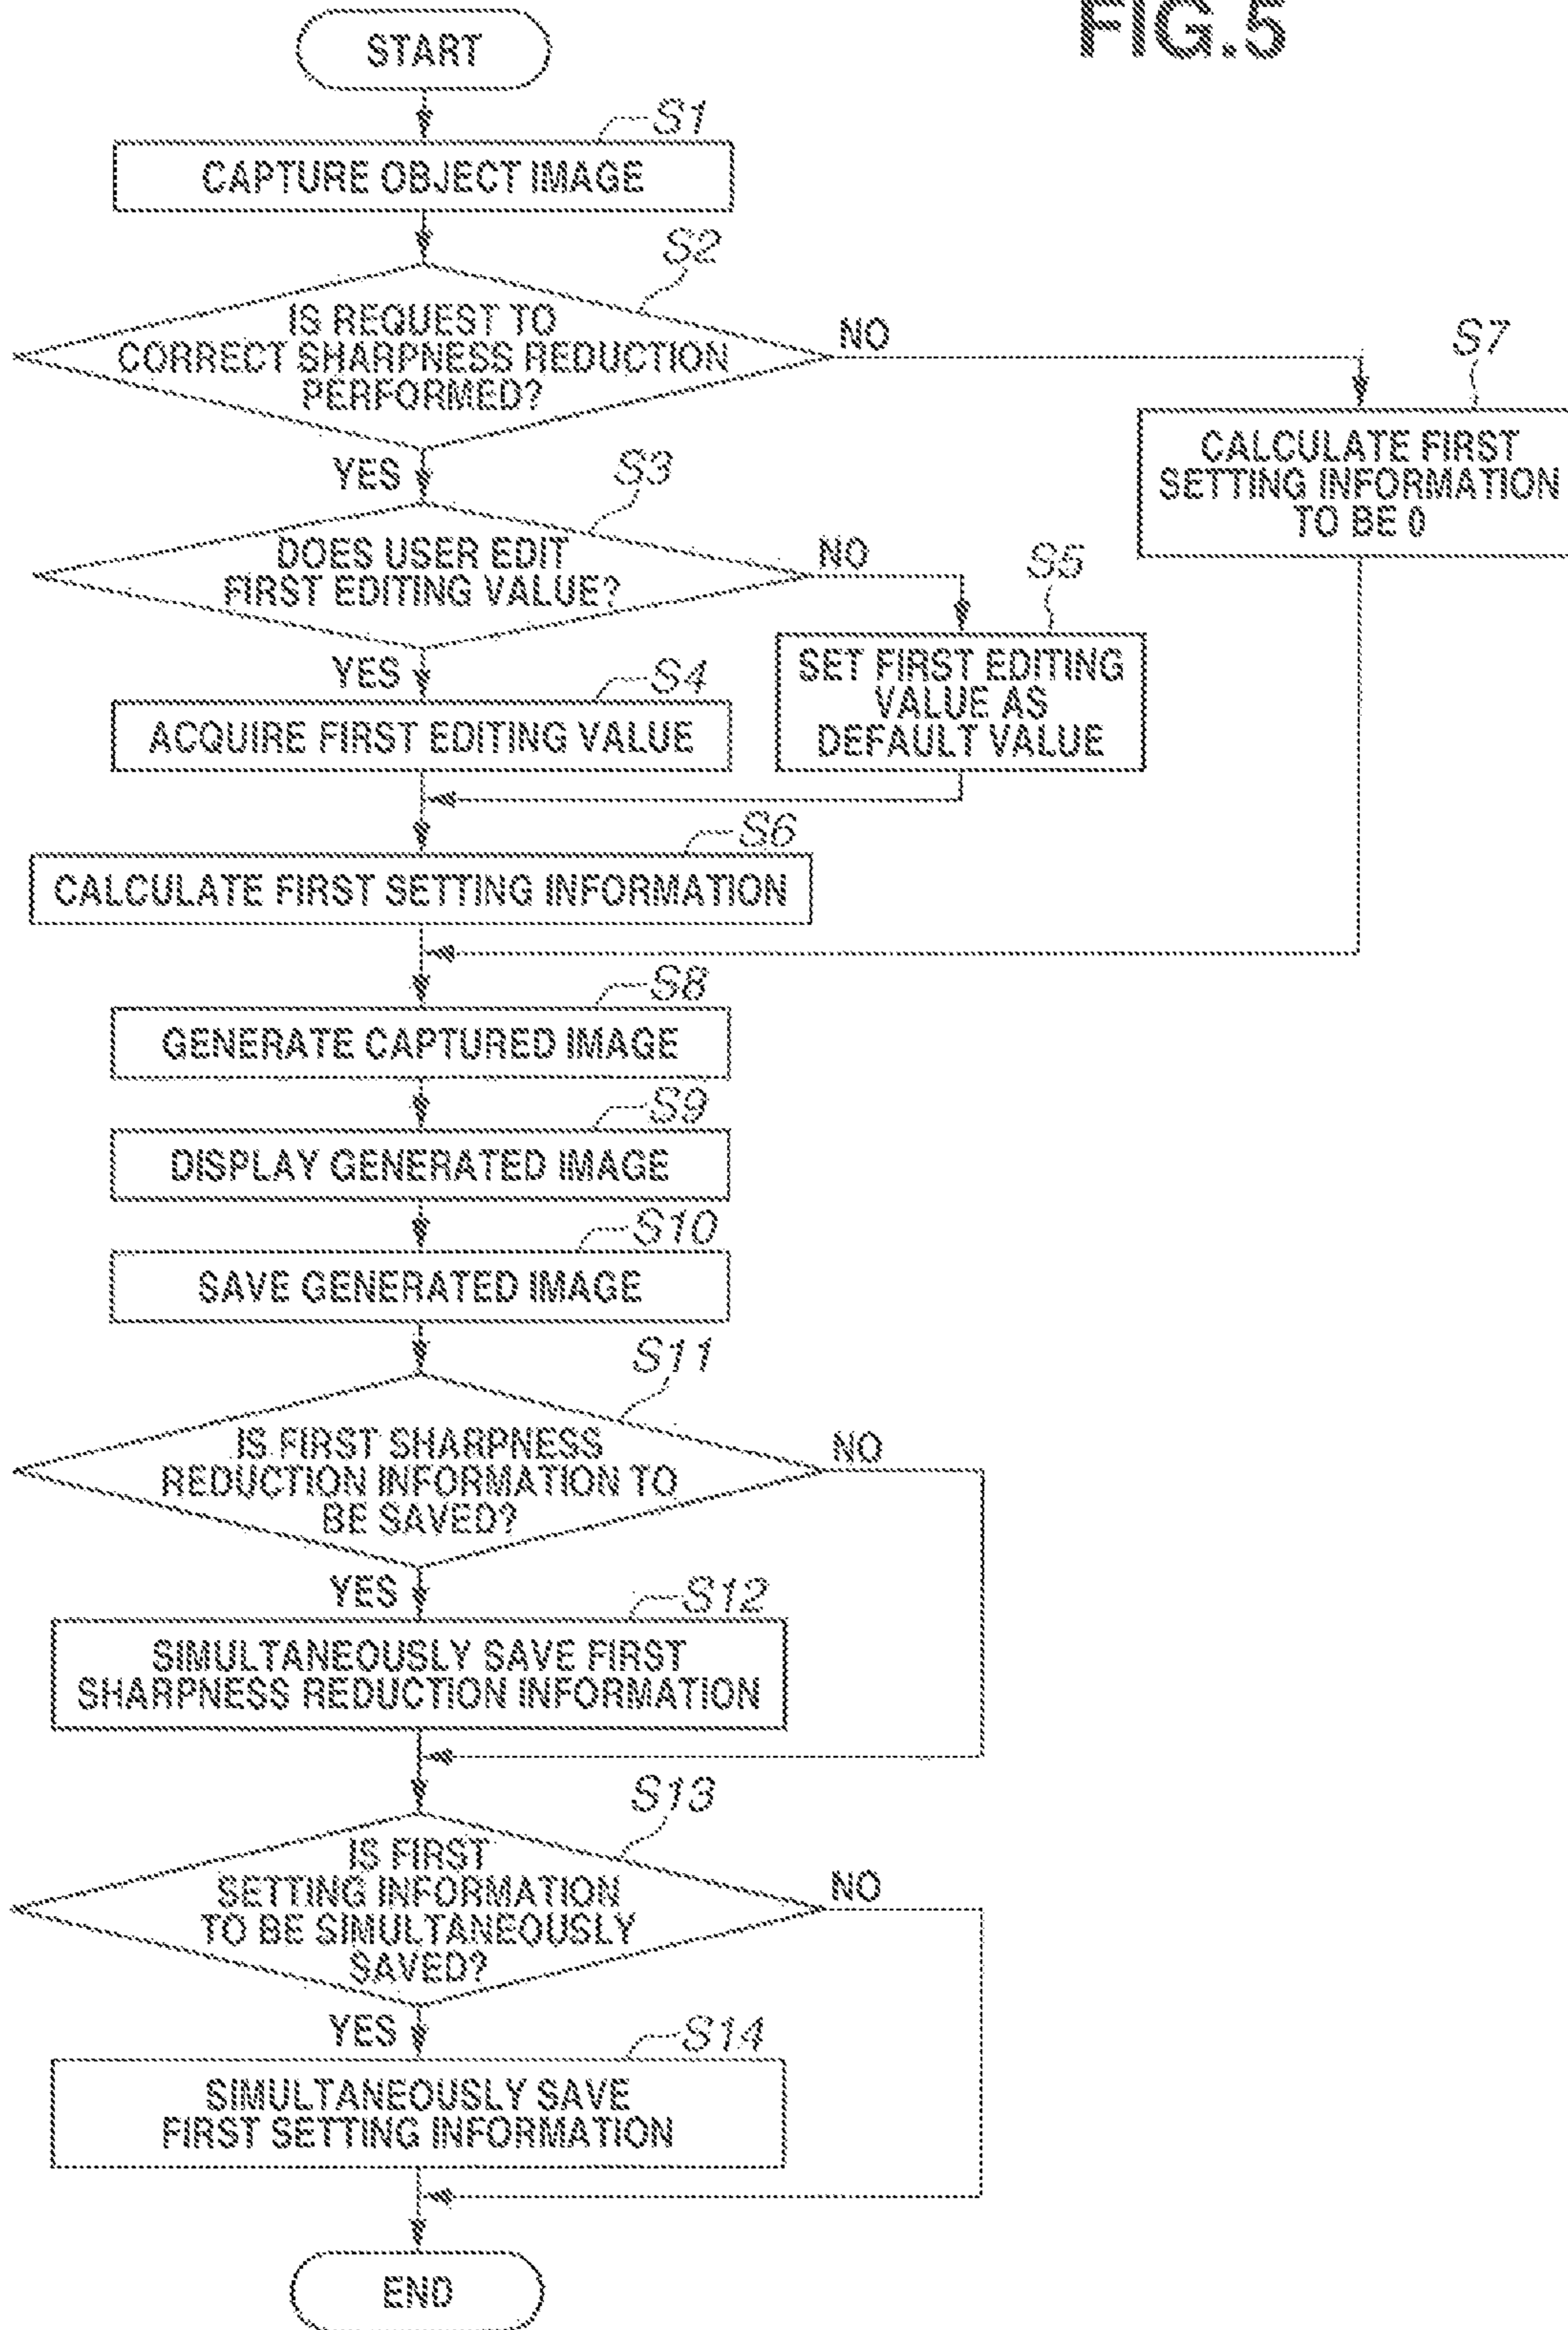 FIG.5
START
S1
CAPTURE OBJECT IMAGE
S2
IS REQUEST TO
CORRECT SHARPNESS REDUCTION
PERFORMED?
NO
YES
S7
CALCULATE FIRST
SETTING INFORMATION
TO BE 0
S3
DOES USER EDIT
FIRST EDITING VALUE?
NO
YES
S5
SET FIRST EDITING
VALUE AS
DEFAULT VALUE
S4
ACQUIRE FIRST EDITING VALUE
S6
CALCULATE FIRST SETTING INFORMATION
S8
GENERATE CAPTURED IMAGE
S9
DISPLAY GENERATED IMAGE
S10
SAVE GENERATED IMAGE
S11
IS FIRST SHARPNESS
REDUCTION INFORMATION TO
BE SAVED?
NO
YES
S12
SIMULTANEOUSLY SAVE FIRST
SHARPNESS REDUCTION INFORMATION
S13
IS FIRST
SETTING INFORMATION
TO BE SIMULTANEOUSLY
SAVED?
NO
YES
S14
SIMULTANEOUSLY SAVE
FIRST SETTING INFORMATION
END